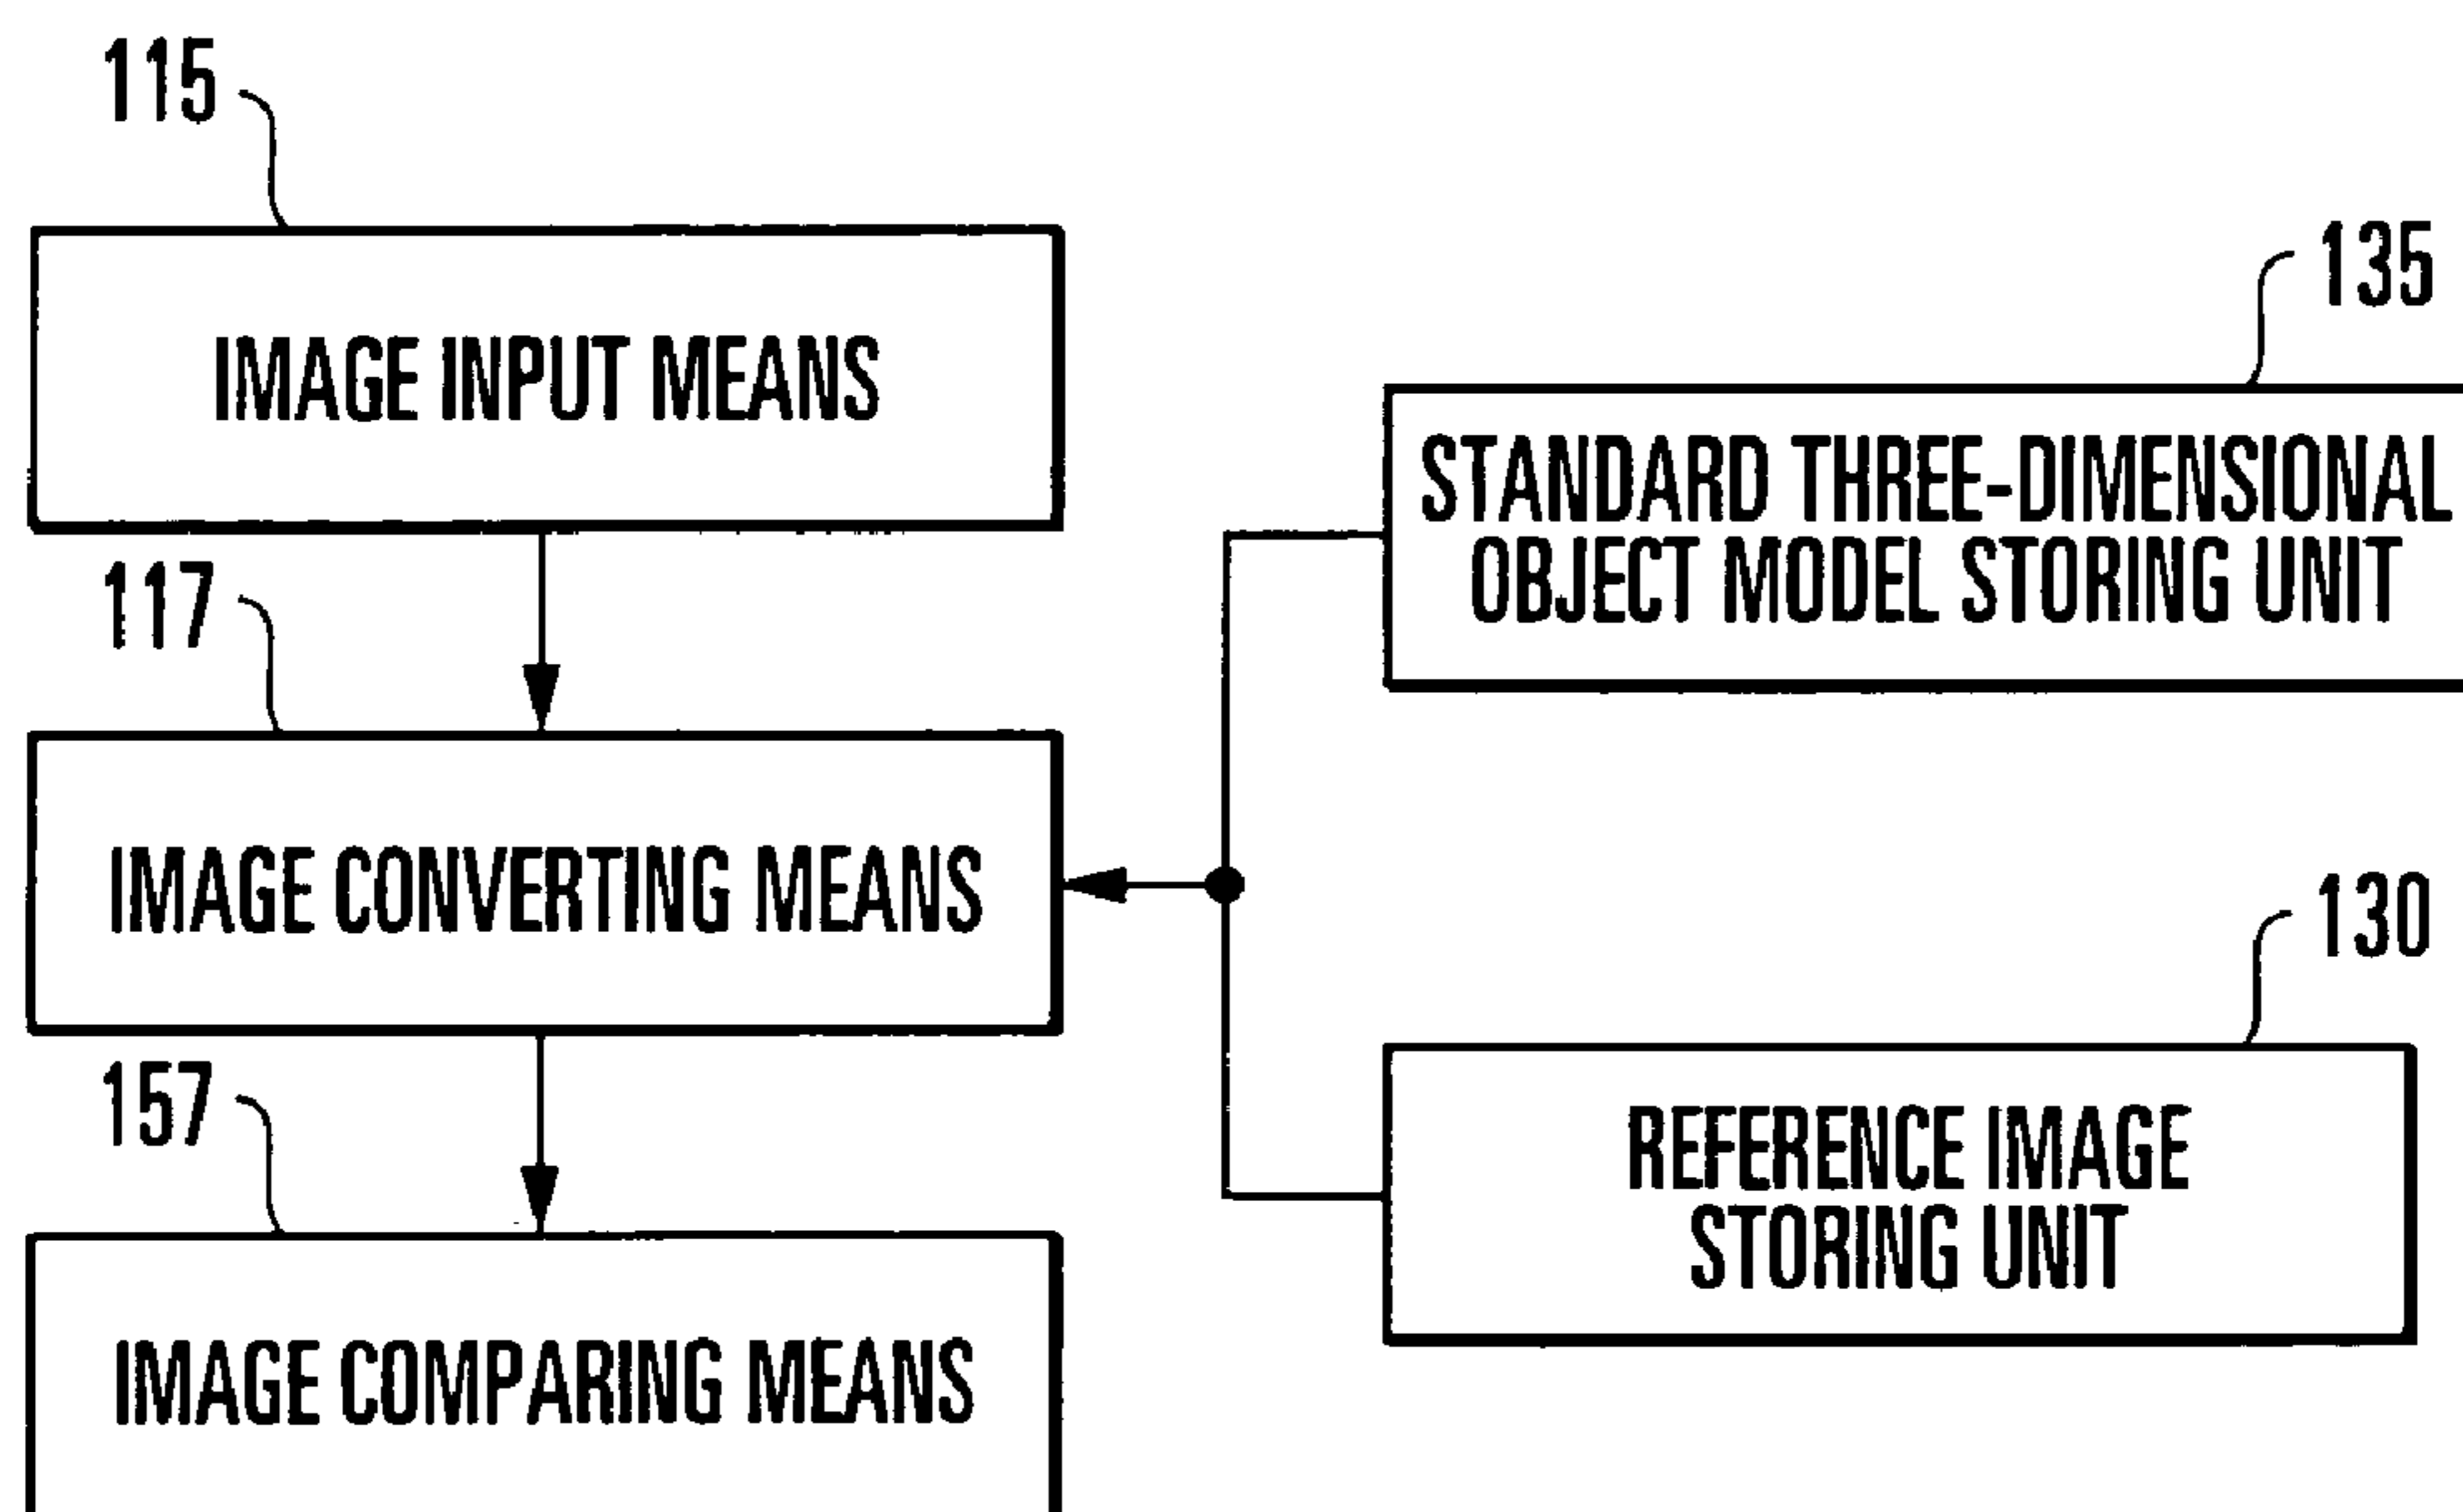 115
IMAGE INPUT MEANS
135
STANDARD THREE-DIMENSIONAL
OBJECT MODEL STORING UNIT
117
IMAGE CONVERTING MEANS
130
REFERENCE IMAGE
STORING UNIT
157
IMAGE COMPARING MEANS